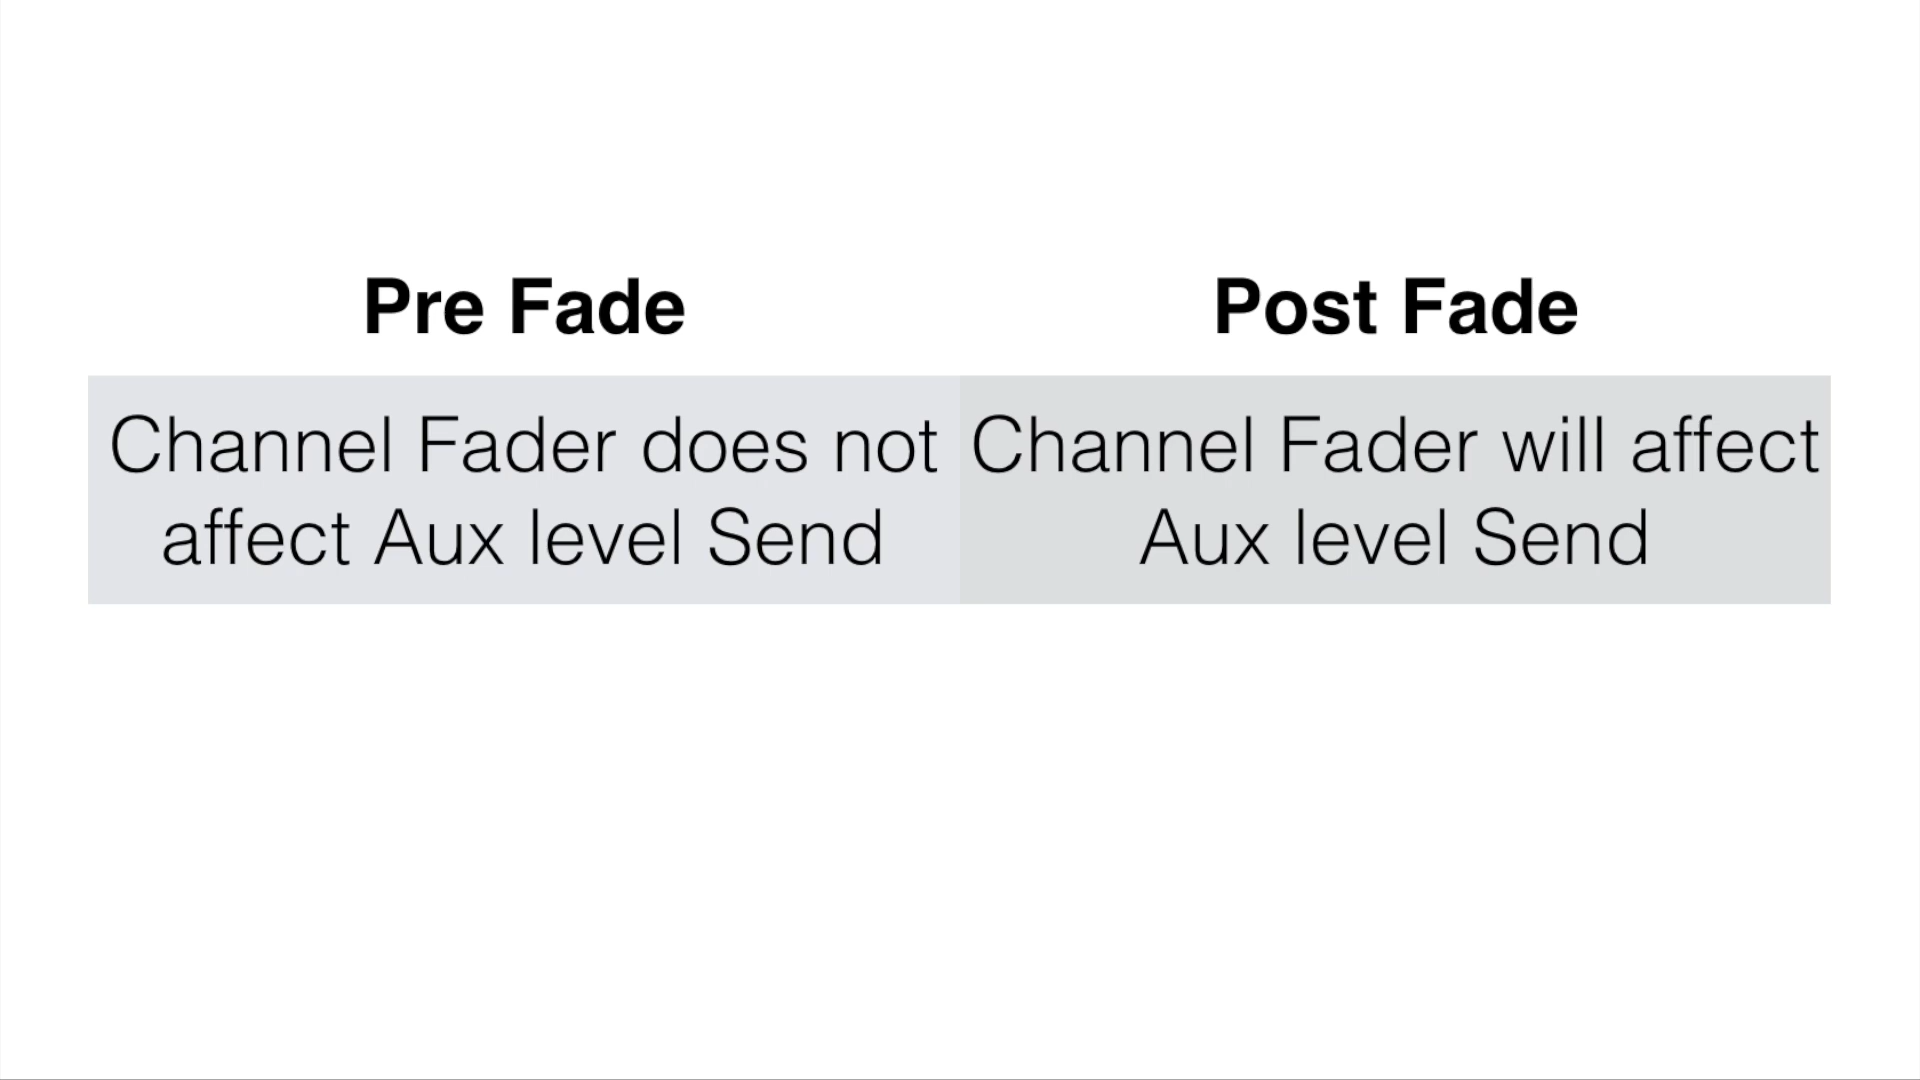 Pre Fade
Post Fade
Channel Fader does not
affect Aux level Send
Channel Fader will affect
Aux level Send